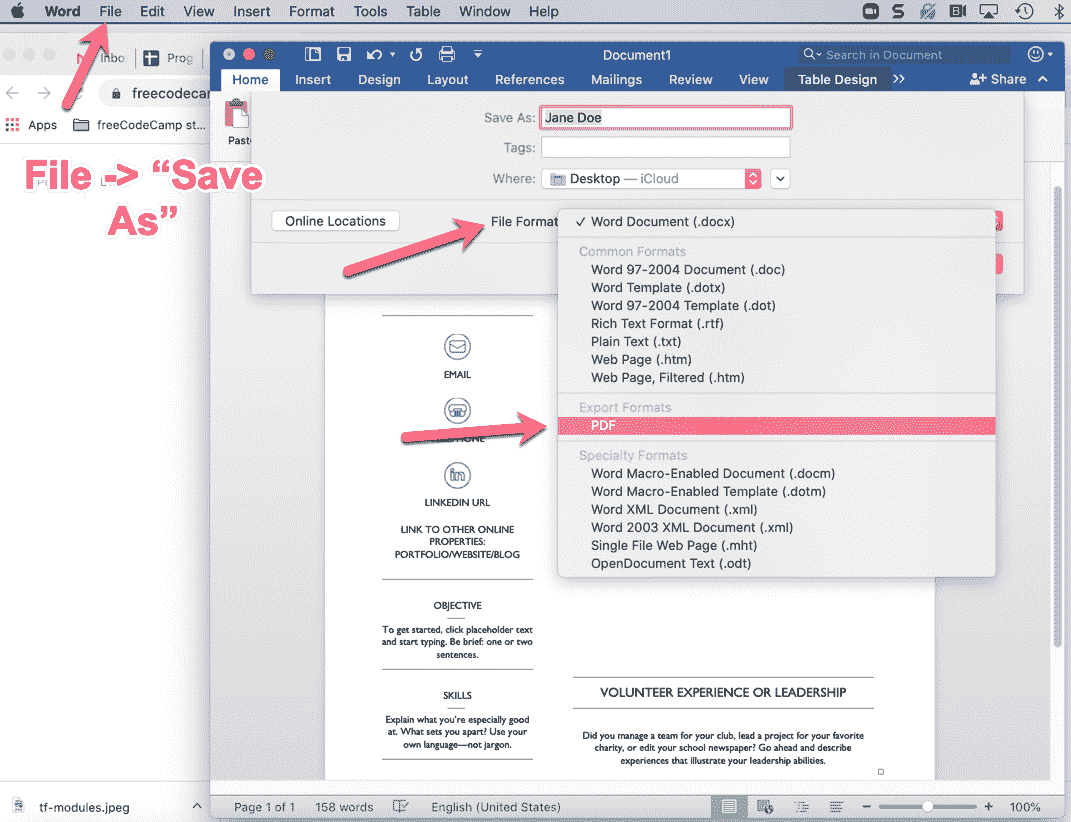 Word File Edit View Insert Format Tools Table Window Help
Inbo Prog
Document1
Search in Document
Home Insert Design Layout References Mailings Review View Table Design >> Share
freecodecar
Apps freeCodeCamp st...
Past
Save As: Jane Doe
Tags:
Where: Desktop — iCloud
File -> “Save
As”
Online Locations
File Format
✓ Word Document (.docx)
Common Formats
Word 97-2004 Document (.doc)
Word Template (.dotx)
Word 97-2004 Template (.dot)
Rich Text Format (.rtf)
Plain Text (.txt)
Web Page (.htm)
Web Page, Filtered (.htm)
Export Formats
PDF
Specialty Formats
Word Macro-Enabled Document (.docm)
Word Macro-Enabled Template (.dotm)
Word XML Document (.xml)
Word 2003 XML Document (.xml)
Single File Web Page (.mht)
OpenDocument Text (.odt)
EMAIL
LINKEDIN URL
LINK TO OTHER ONLINE
PROPERTIES:
PORTFOLIO/WEBSITE/BLOG
OBJECTIVE
To get started, click placeholder text
and start typing. Be brief: one or two
sentences.
SKILLS
Explain what you’re especially good
at. What sets you apart? Use your
own language—not jargon.
VOLUNTEER EXPERIENCE OR LEADERSHIP
Did you manage a team for your club, lead a project for your favorite
charity, or edit your school newspaper? Go ahead and describe
experiences that illustrate your leadership abilities.
tf-modules.jpeg
Page 1 of 1 158 words English (United States) 100%